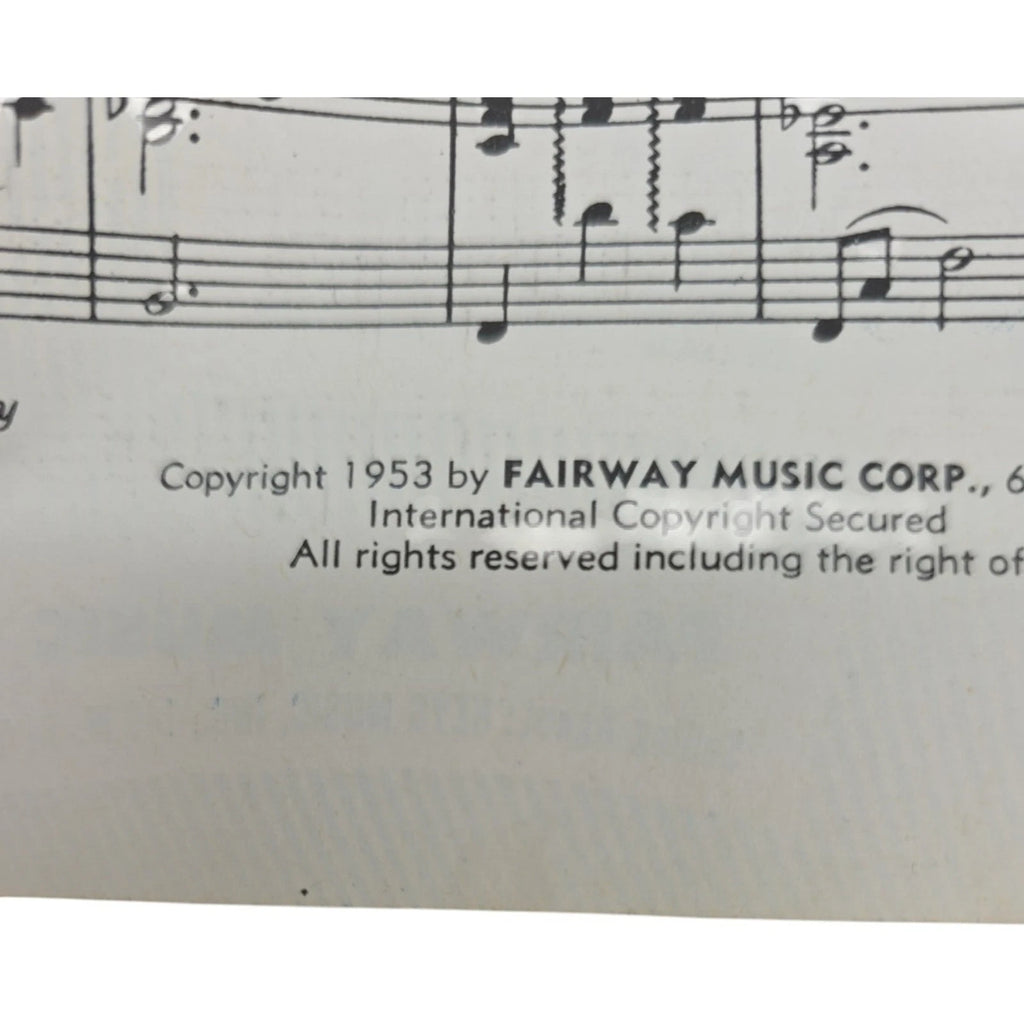 y
Copyright 1953 by FAIRWAY MUSIC CORP., 6
International Copyright Secured
All rights reserved including the right of